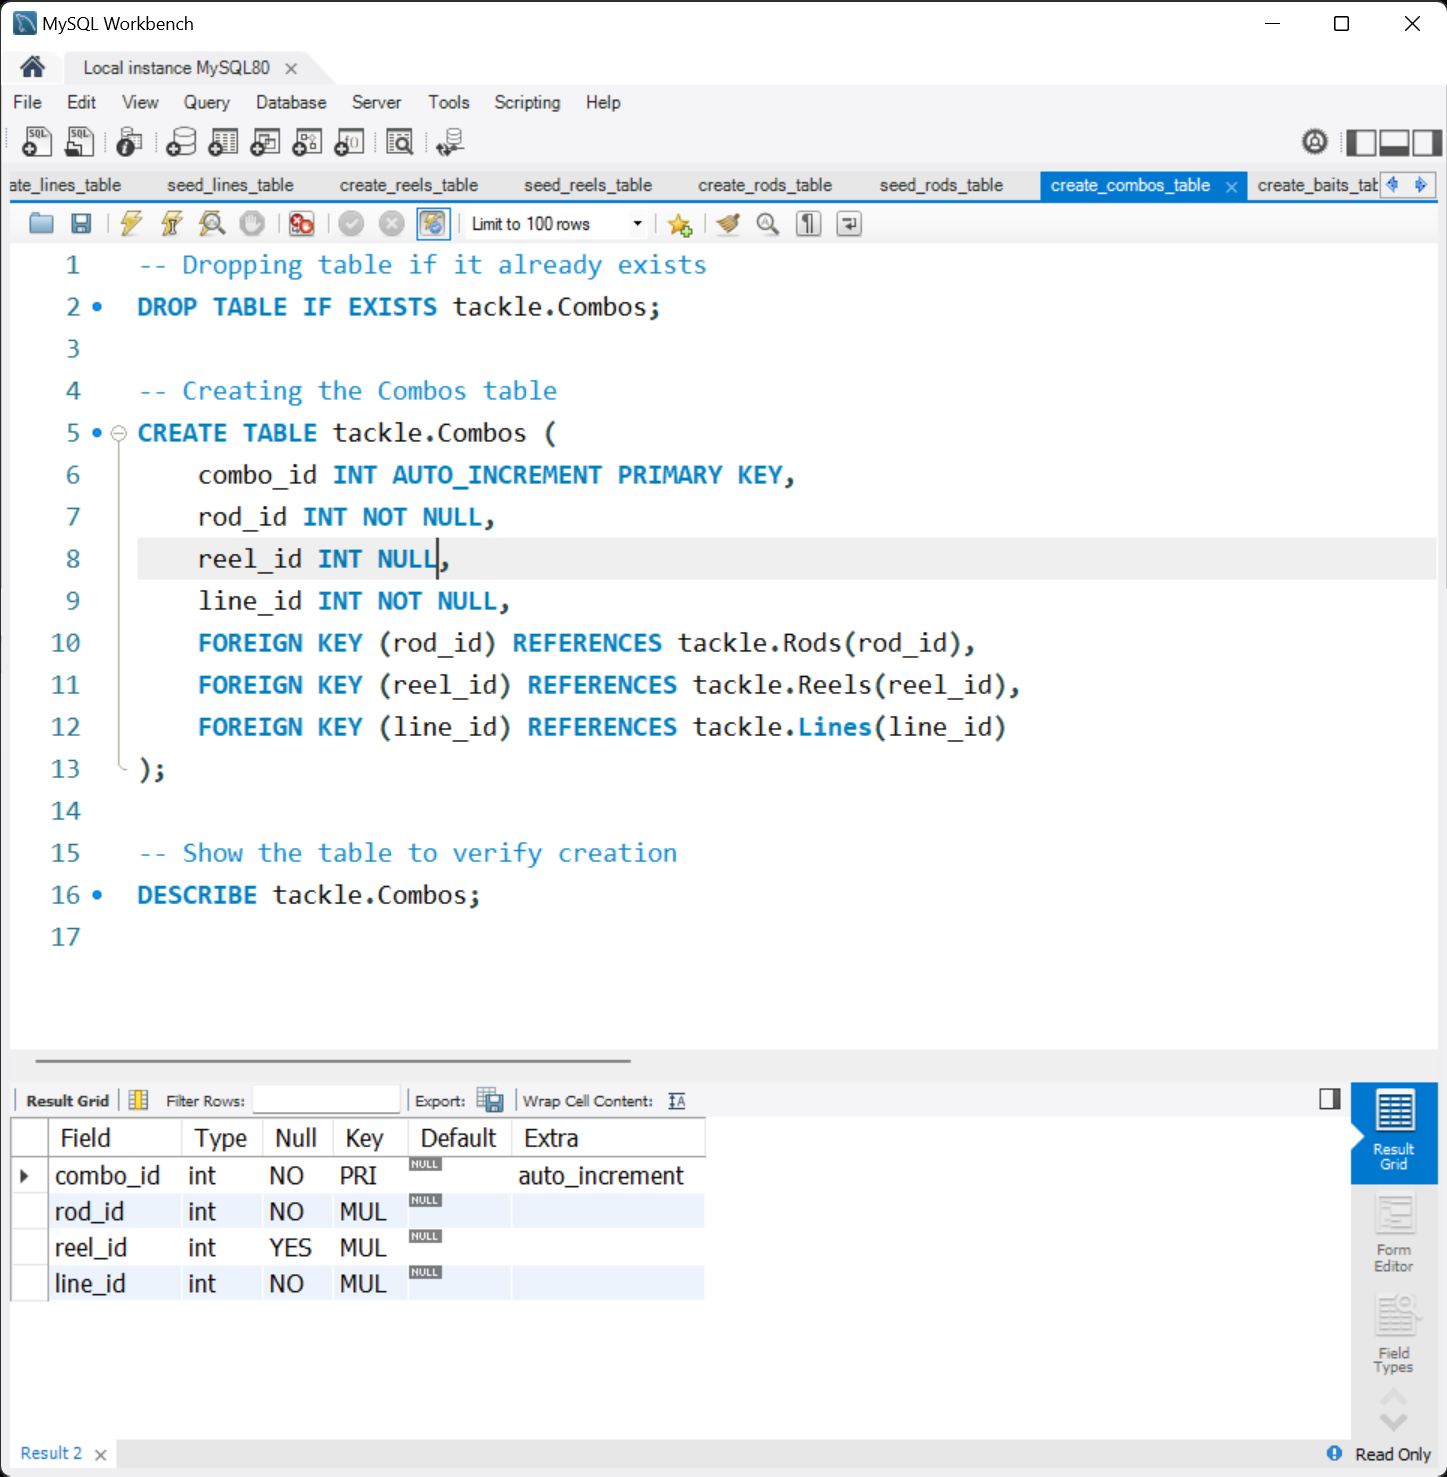 MySQL Workbench
Local instance MySQL80
File Edit View Query Database Server Tools Scripting Help
ate_lines_table seed_lines_table create_reels_table seed_reels_table create_rods_table seed_rods_table create_combos_table create_baits_tab
Limit to 100 rows
1 -- Dropping table if it already exists
2 DROP TABLE IF EXISTS tackle.Combos;
3
4 -- Creating the Combos table
5 CREATE TABLE tackle.Combos (
6 combo_id INT AUTO_INCREMENT PRIMARY KEY,
7 rod_id INT NOT NULL,
8 reel_id INT NULL,
9 line_id INT NOT NULL,
10 FOREIGN KEY (rod_id) REFERENCES tackle.Rods(rod_id),
11 FOREIGN KEY (reel_id) REFERENCES tackle.Reels(reel_id),
12 FOREIGN KEY (line_id) REFERENCES tackle.Lines(line_id)
13 );
14
15 -- Show the table to verify creation
16 DESCRIBE tackle.Combos;
17
Result Grid Filter Rows: Export: Wrap Cell Content:
Field Type Null Key Default Extra
combo_id int NO PRI NULL auto_increment
rod_id int NO MUL NULL
reel_id int YES MUL NULL
line_id int NO MUL NULL
Result
Grid
Form
Editor
Field
Types
Result 2
Read Only